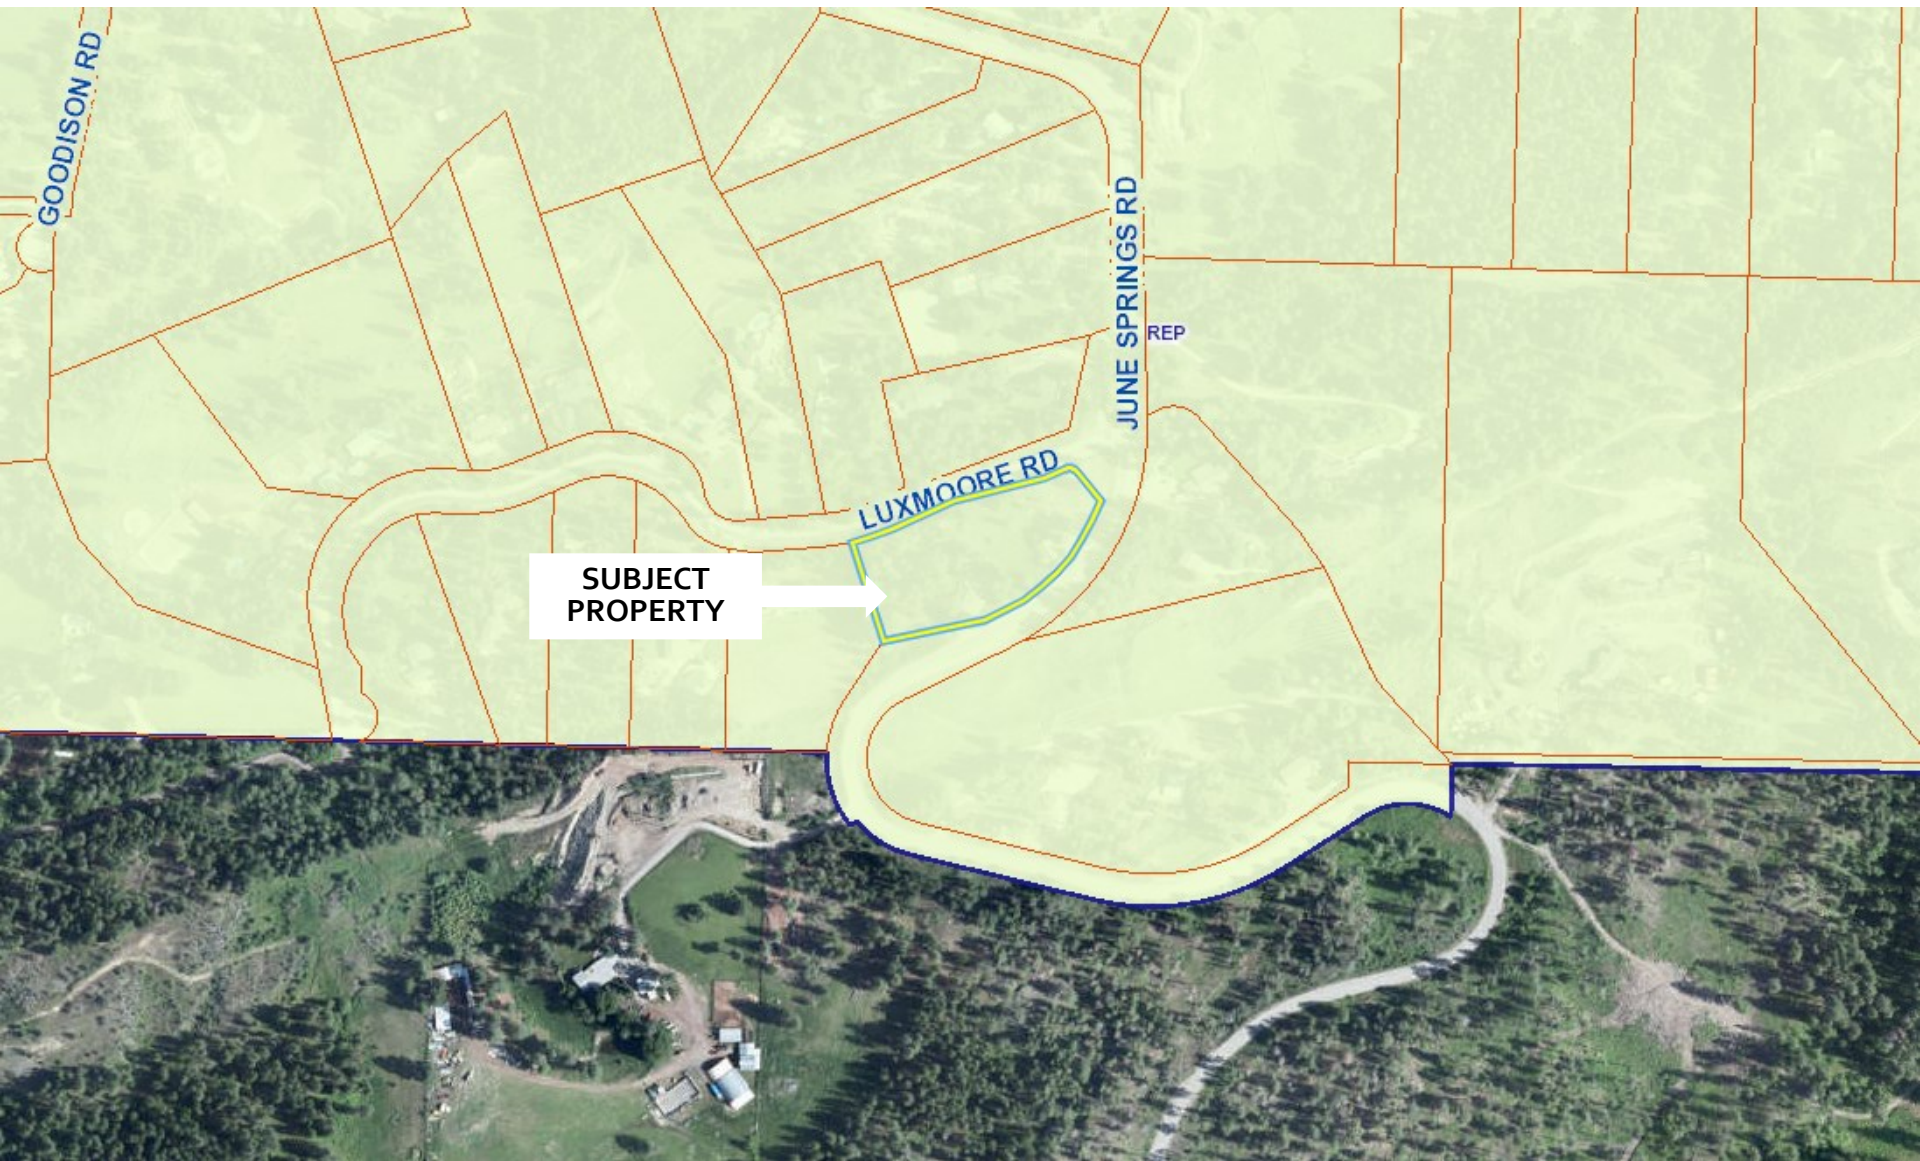 GOODISON RD
JUNE SPRINGS RD
REP
LUXMOORE RD
SUBJECT
PROPERTY